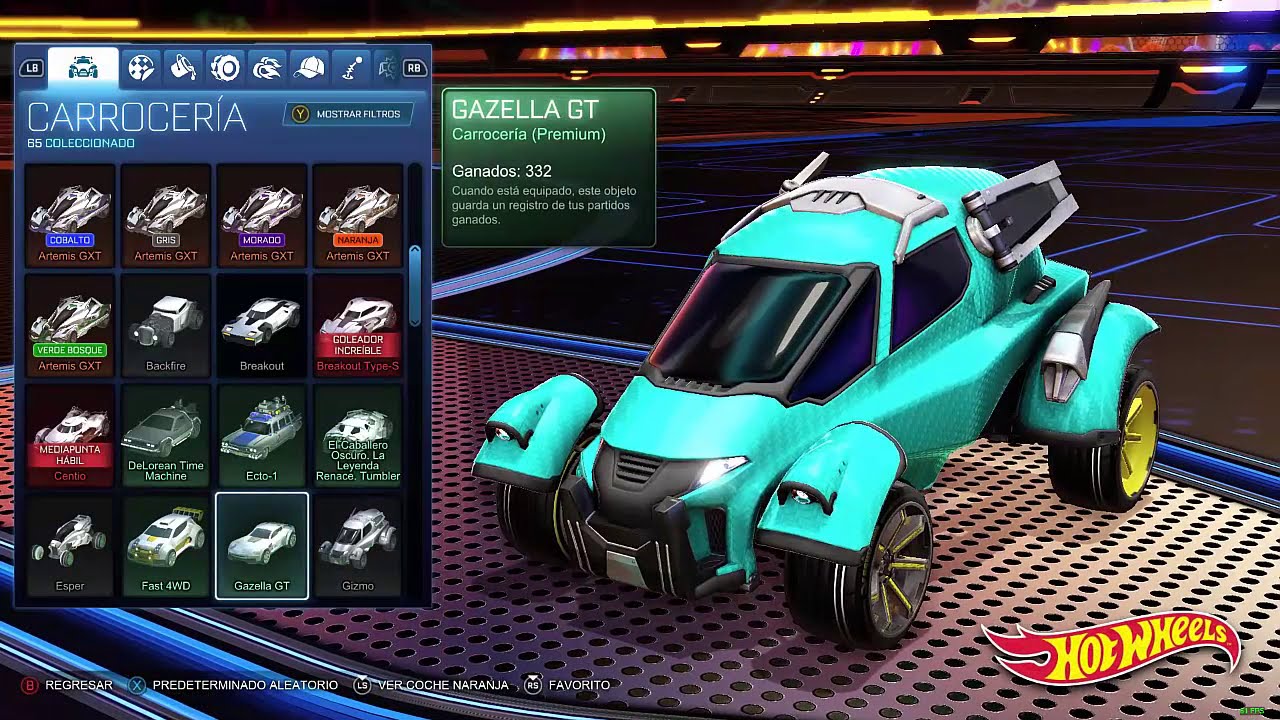 LB
RB
CARROCERÍA
Y MOSTRAR FILTROS
65 COLECCIONADO
COBALTO
Artemis GXT
GRIS
Artemis GXT
MORADO
Artemis GXT
NARANJA
Artemis GXT
VERDE BOSQUE
Artemis GXT
Backfire
Breakout
GOLEADOR
INCREÍBLE
Breakout Type-S
MEDIAPUNTA
HÁBIL
Centio
DeLorean Time
Machine
Ecto-1
El Caballero
Oscuro. La
Leyenda
Renace. Tumbler
Esper
Fast 4WD
Gazella GT
Gizmo
GAZELLA GT
Carrocería (Premium)
Ganados: 332
Cuando está equipado, este objeto
guarda un registro de tus partidos
ganados.
HOT WHEELS
B REGRESAR X PREDETERMINADO ALEATORIO LS VER COCHE NARANJA RS FAVORITO